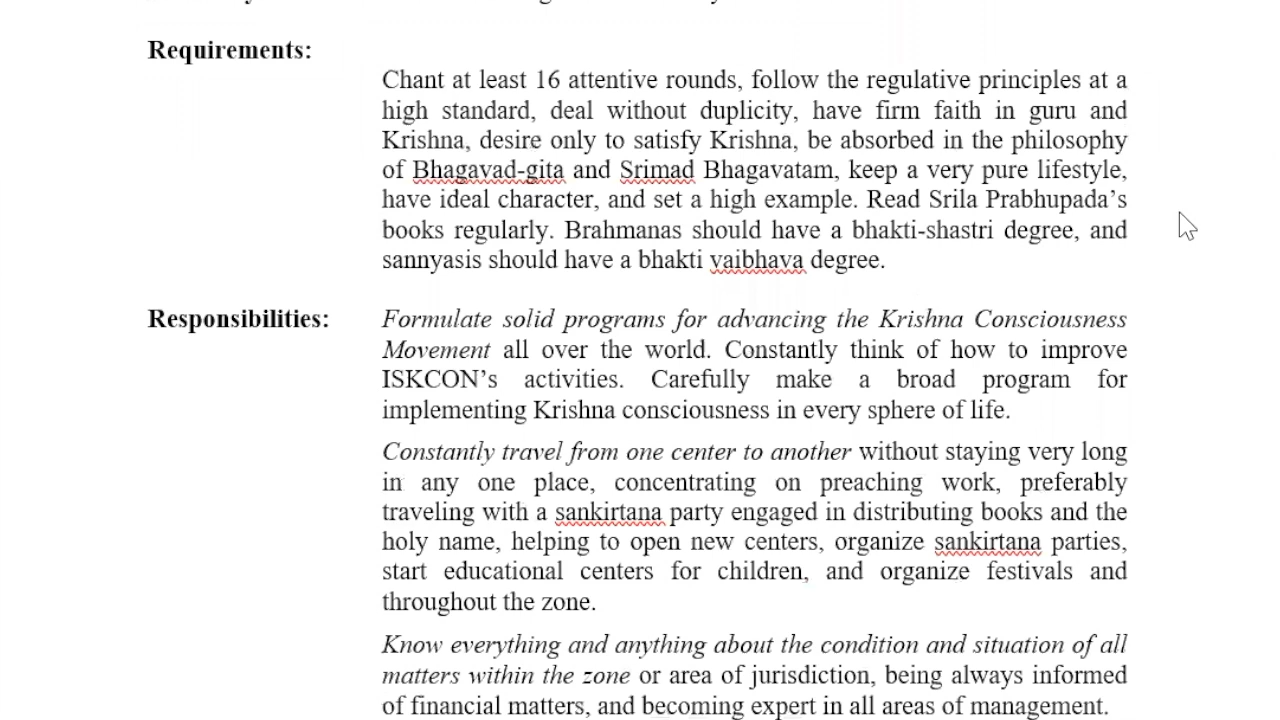 Requirements:
Chant at least 16 attentive rounds, follow the regulative principles at a
high standard, deal without duplicity, have firm faith in guru and
Krishna, desire only to satisfy Krishna, be absorbed in the philosophy
of Bhagavad-gita and Srimad Bhagavatam, keep a very pure lifestyle,
have ideal character, and set a high example. Read Srila Prabhupada’s
books regularly. Brahmanas should have a bhakti-shastri degree, and
sannyasis should have a bhakti vaibhava degree.
Responsibilities: Formulate solid programs for advancing the Krishna Consciousness
Movement all over the world. Constantly think of how to improve
ISKCON’s activities. Carefully make a broad program for
implementing Krishna consciousness in every sphere of life.
Constantly travel from one center to another without staying very long
in any one place, concentrating on preaching work, preferably
traveling with a sankirtana party engaged in distributing books and the
holy name, helping to open new centers, organize sankirtana parties,
start educational centers for children, and organize festivals and
throughout the zone.
Know everything and anything about the condition and situation of all
matters within the zone or area of jurisdiction, being always informed
of financial matters, and becoming expert in all areas of management.